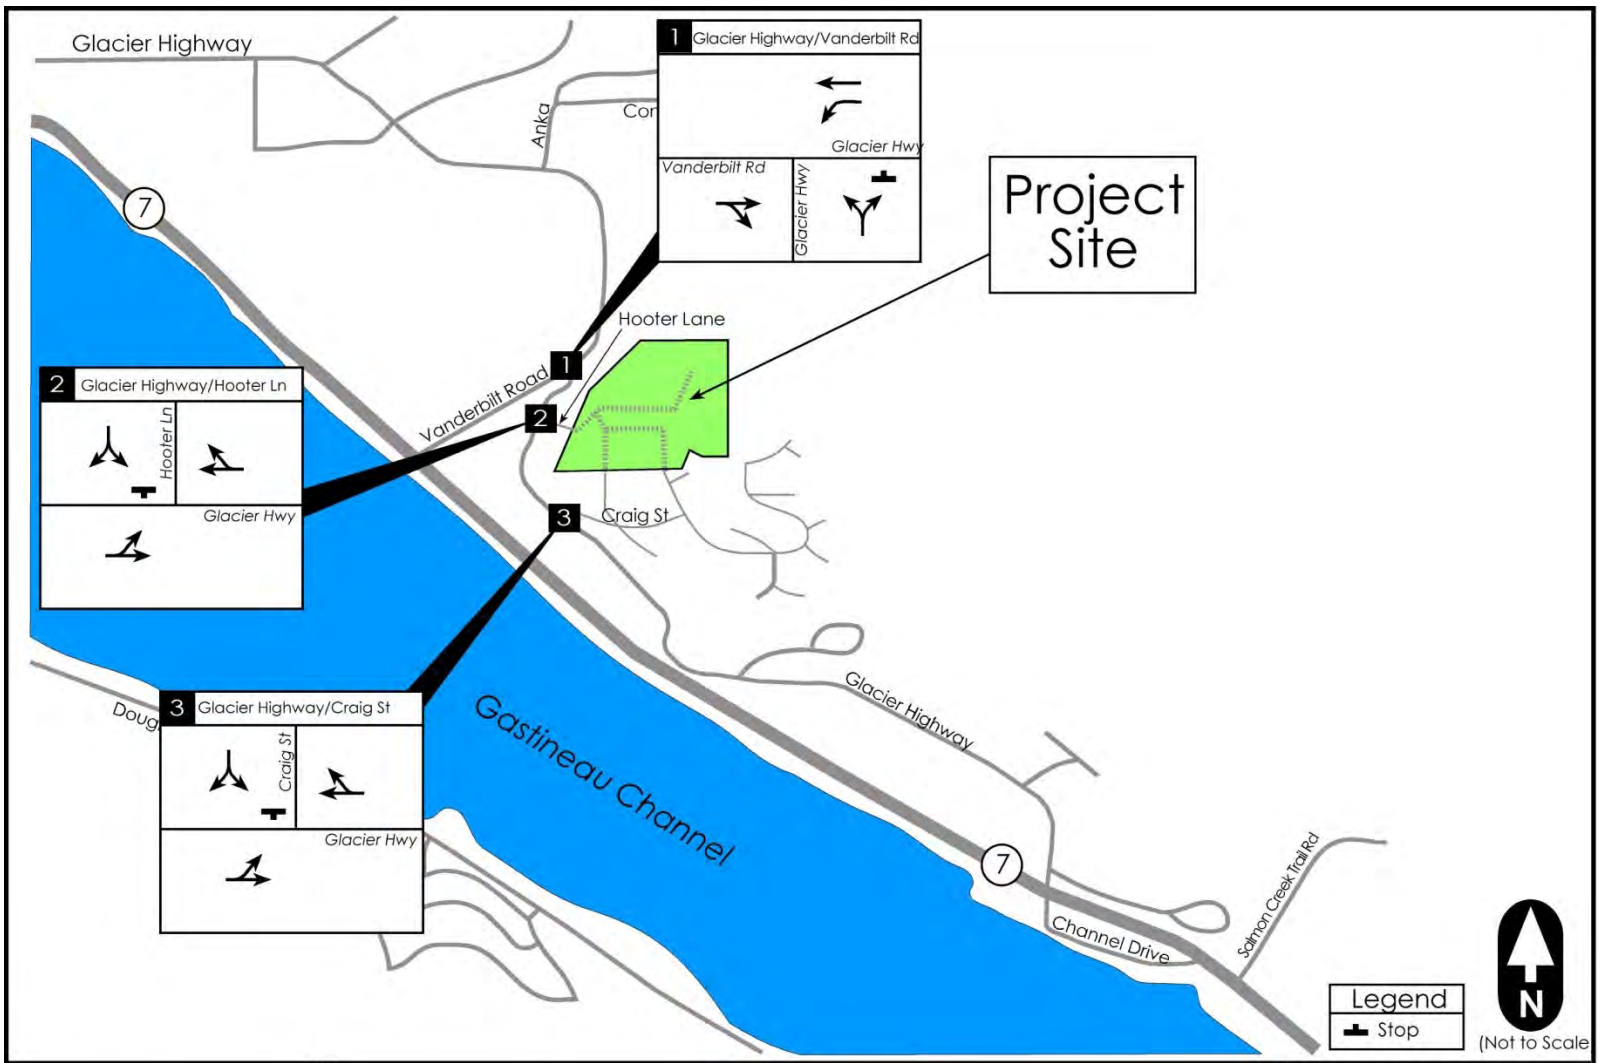 Glacier Highway
1 Glacier Highway/Vanderbilt Rd
Glacier Hwy
Vanderbilt Rd
Glacier Hwy
Anka
Con
7
Project
Site
Hooter Lane
1
Vanderbilt Road
2
2 Glacier Highway/Hooter Ln
Hooter Ln
Glacier Hwy
3
Craig St
3 Glacier Highway/Craig St
Craig St
Glacier Hwy
Doug
Gastineau Channel
Glacier Highway
7
Channel Drive
Salmon Creek Trail Rd
Legend
Stop
N
(Not to Scale